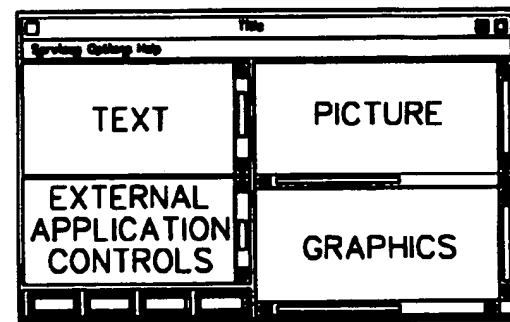 Title
Services Options Help
TEXT
PICTURE
EXTERNAL
APPLICATION
CONTROLS
GRAPHICS